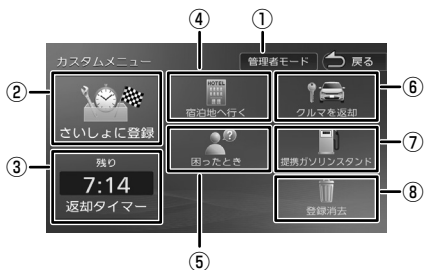 ④
①
カスタムメニュー
管理者モード
戻る
②
さいしょに登録
HOTEL
宿泊地へ行く
クルマを返却
⑥
③
残り
7:14
返却タイマー
?
困ったとき
提携ガソリンスタンド
⑦
登録消去
⑧
⑤